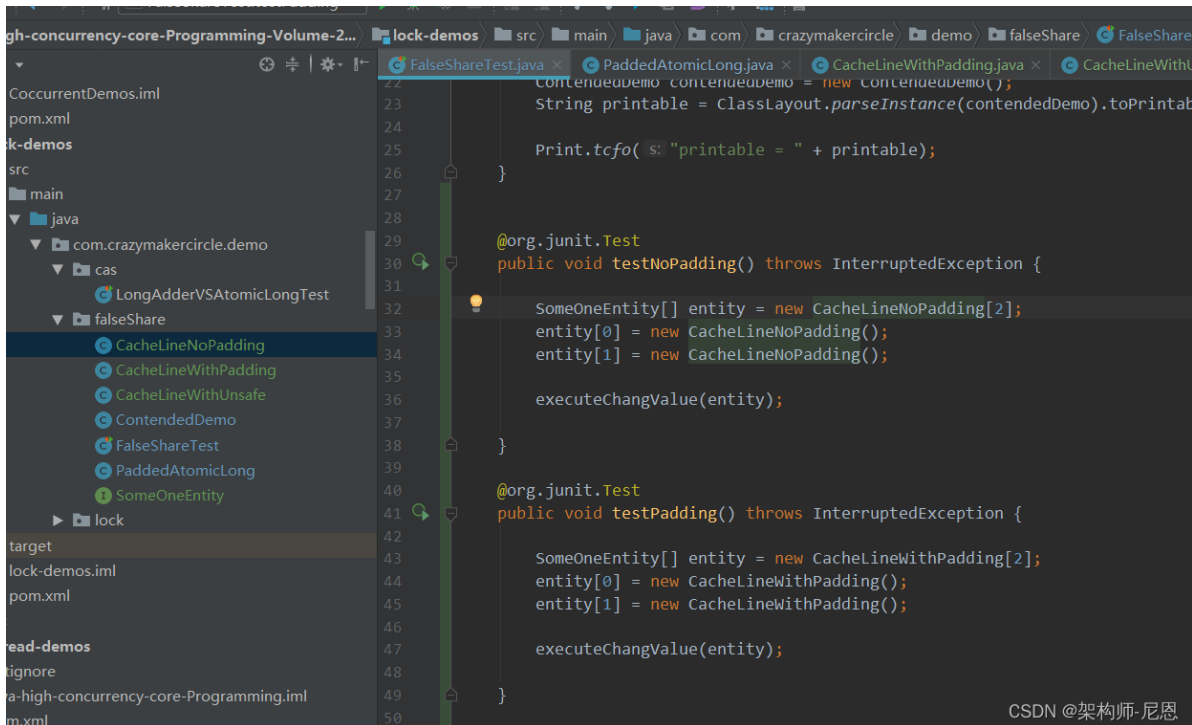 gh-concurrency-core-Programming-Volume-2... lock-demos src main java com crazymakercircle demo falseShare FalseShare
FalseShareTest.java PaddedAtomicLong.java CacheLineWithPadding.java CacheLineWithU
CoccurrentDemos.iml
pom.xml
ck-demos
src
main
java
com.crazymakercircle.demo
cas
LongAdderVSAtomicLongTest
falseShare
CacheLineNoPadding
CacheLineWithPadding
CacheLineWithUnsafe
ContendedDemo
FalseShareTest
PaddedAtomicLong
SomeOneEntity
lock
target
lock-demos.iml
pom.xml
read-demos
tignore
va-high-concurrency-core-Programming.iml
m.xml
22 ContendedDemo contendedDemo = new ContendedDemo();
23 String printable = ClassLayout.parseInstance(contendedDemo).toPrintab
24
25 Print.tcfo( s: "printable = " + printable);
26 }
27
28
29 @org.junit.Test
30 public void testNoPadding() throws InterruptedException {
31
32 SomeOneEntity[] entity = new CacheLineNoPadding[2];
33 entity[0] = new CacheLineNoPadding();
34 entity[1] = new CacheLineNoPadding();
35
36 executeChangValue(entity);
37
38 }
39
40 @org.junit.Test
41 public void testPadding() throws InterruptedException {
42
43 SomeOneEntity[] entity = new CacheLineWithPadding[2];
44 entity[0] = new CacheLineWithPadding();
45 entity[1] = new CacheLineWithPadding();
46
47 executeChangValue(entity);
48
49 }
50
CSDN @架构师-尼恩